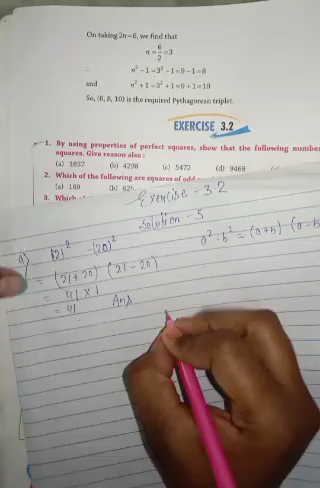 On taking 2n=6, we find that
n = 6/2 = 3
∴ n² – 1 = 3² – 1 = 9 – 1 = 8
and n² + 1 = 3² + 1 = 9 + 1 = 10
So, (6, 8, 10) is the required Pythagorean triplet.
EXERCISE 3.2
1. By using properties of perfect squares, show that the following number
squares. Give reason also :
(a) 1857 (b) 4298 (c) 5472 (d) 9468
2. Which of the following are squares of odd
(a) 169 (b) 625
3. Which
Exercise - 3.2
Solution - 5
a) (21)² - (20)² a² - b² = (a+b) (a-b
= (21+20) (21-20)
= 41 x 1
= 41 Ans